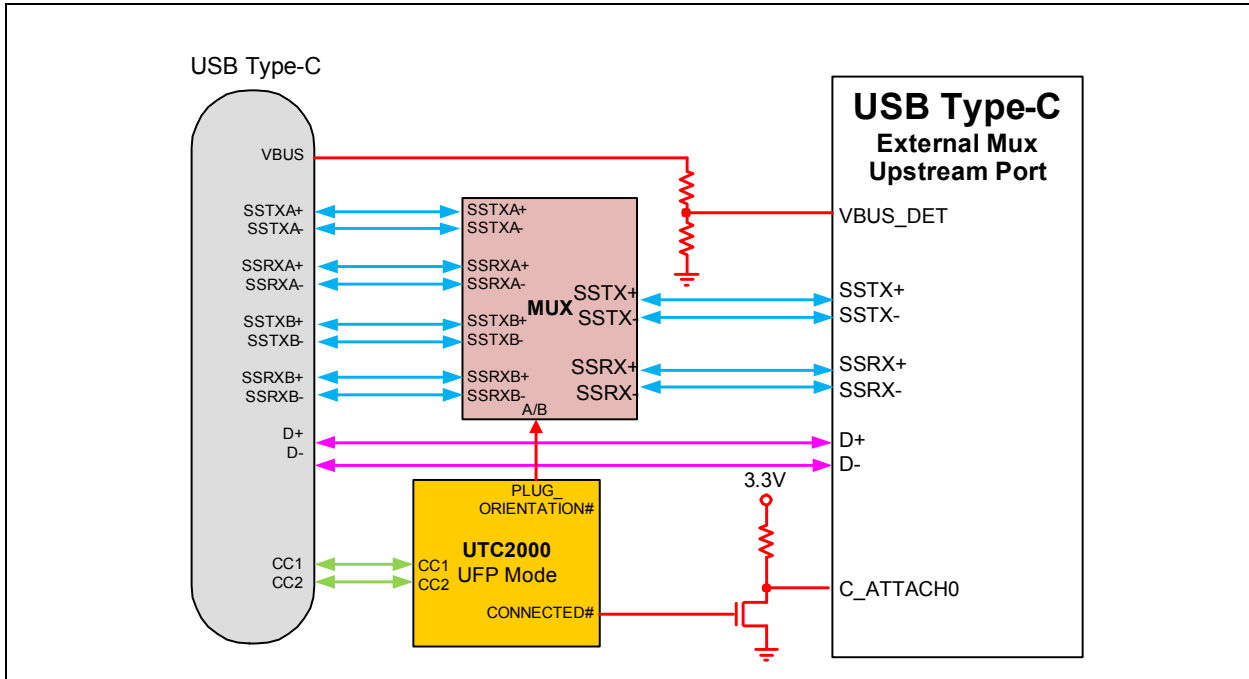 USB Type-C
VBUS
SSTXA+
SSTXA-
SSRXA+
SSRXA-
SSTXB+
SSTXB-
SSRXB+
SSRXB-
D+
D-
CC1
CC2
SSTXA+
SSTXA-
SSRXA+
SSRXA-
SSTXB+
SSTXB-
SSRXB+
SSRXB-
MUX
SSTX+
SSTX-
SSRX+
SSRX-
A/B
PLUG_
ORIENTATION#
UTC2000
UFP Mode
CC1
CC2
CONNECTED#
3.3V
USB Type-C
External Mux
Upstream Port
VBUS_DET
SSTX+
SSTX-
SSRX+
SSRX-
D+
D-
C_ATTACH0